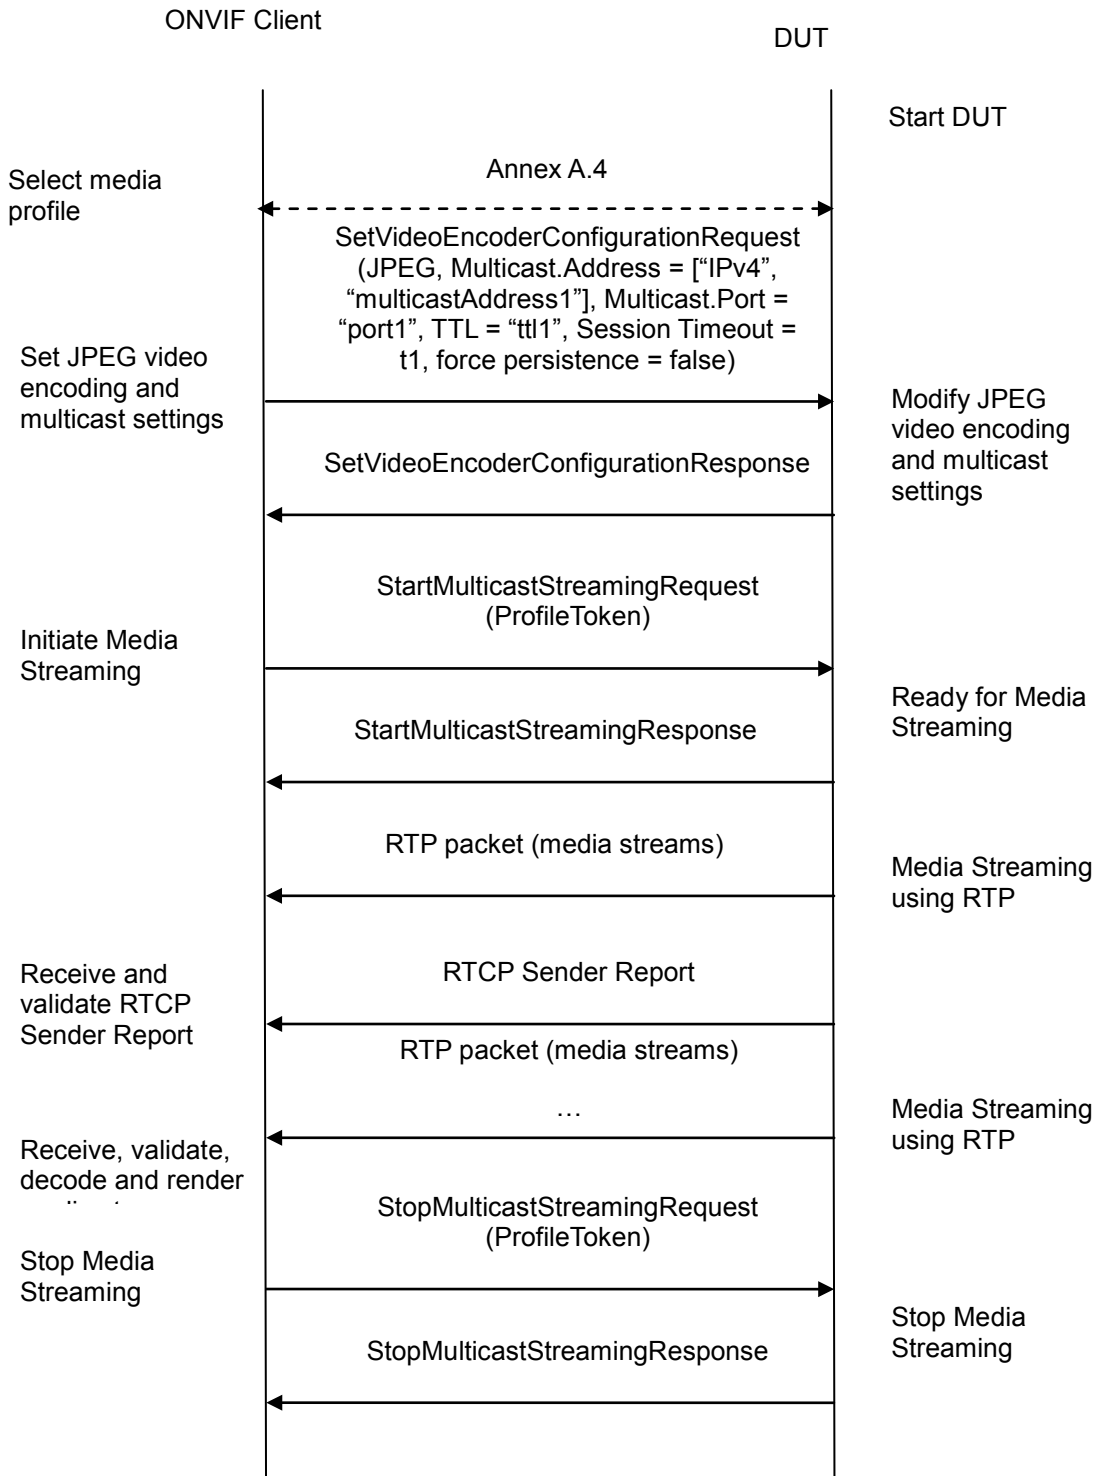 ONVIF Client
DUT
Start DUT
Annex A.4
Select media
profile
SetVideoEncoderConfigurationRequest
(JPEG, Multicast.Address = [“IPv4”,
“multicastAddress1”], Multicast.Port =
“port1”, TTL = “ttl1”, Session Timeout =
t1, force persistence = false)
Set JPEG video
encoding and
multicast settings
Modify JPEG
video encoding
and multicast
settings
SetVideoEncoderConfigurationResponse
StartMulticastStreamingRequest
(ProfileToken)
Initiate Media
Streaming
Ready for Media
Streaming
StartMulticastStreamingResponse
RTP packet (media streams)
Media Streaming
using RTP
Receive and
validate RTCP
Sender Report
RTCP Sender Report
RTP packet (media streams)
…
Media Streaming
using RTP
Receive, validate,
decode and render
StopMulticastStreamingRequest
(ProfileToken)
Stop Media
Streaming
Stop Media
Streaming
StopMulticastStreamingResponse